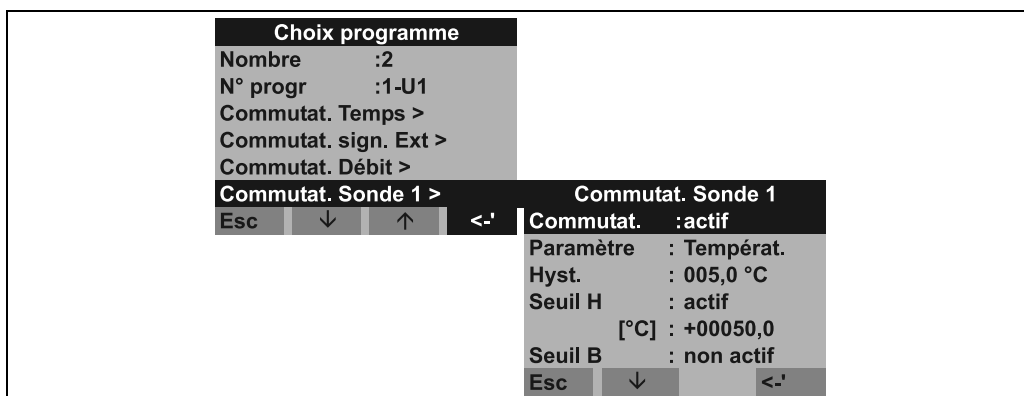 Choix programme
Nombre :2
N° progr :1-U1
Commutat. Temps >
Commutat. sign. Ext >
Commutat. Débit >
Commutat. Sonde 1 >
Esc ↓ ↑ <-'
Commutat. Sonde 1
Commutat. :actif
Paramètre : Températ.
Hyst. : 005,0 °C
Seuil H : actif
[°C] : +00050,0
Seuil B : non actif
Esc ↓ <-'